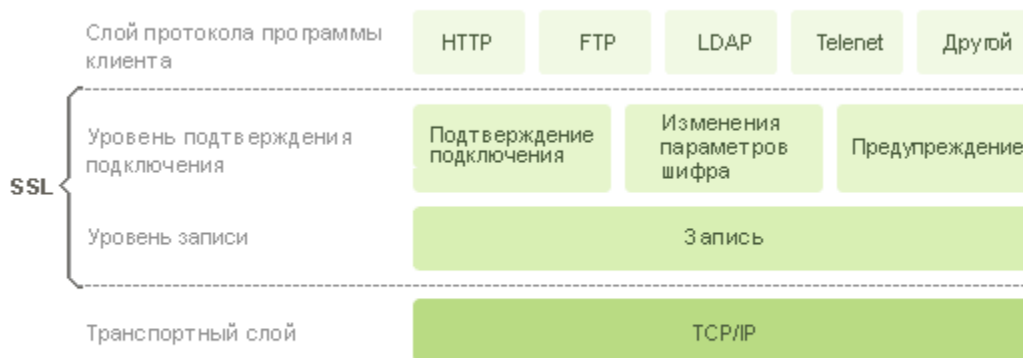 Слой протокола программы
клиента
HTTP
FTP
LDAP
Telenet
Другой
SSL
Уровень подтверждения
подключения
Подтверждение
подключения
Изменения
параметров
шифра
Предупреждение
Уровень записи
Запись
Транспортный слой
TCP/IP